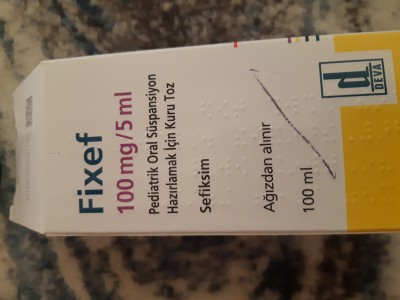 Fixef
100 mg/5 ml
Pediatrik Oral Süspansiyon
Hazırlamak İçin Kuru Toz
Sefiksim
Ağızdan alınır
100 ml
d
DEVA